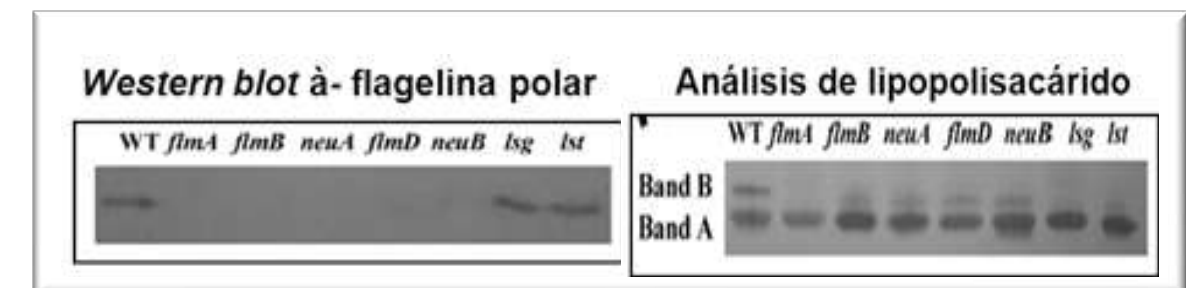 Western blot à- flagelina polar
WT flmA flmB neuA flmD neuB lsg lst
Análisis de lipopolisacárido
WT flmA flmB neuA flmD neuB lsg lst
Band B
Band A